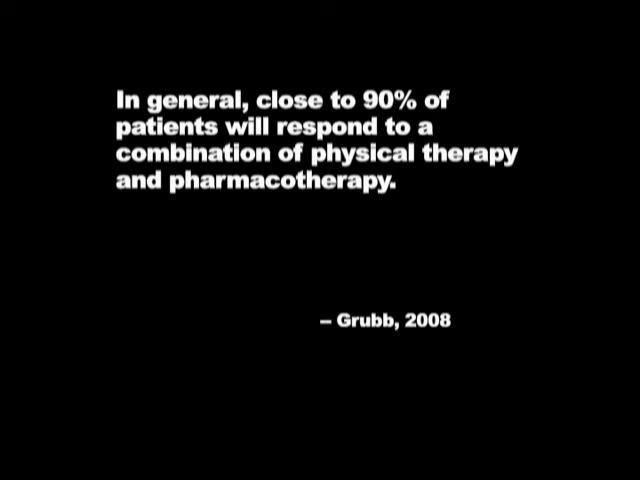 In general, close to 90% of
patients will respond to a
combination of physical therapy
and pharmacotherapy.
– Grubb, 2008